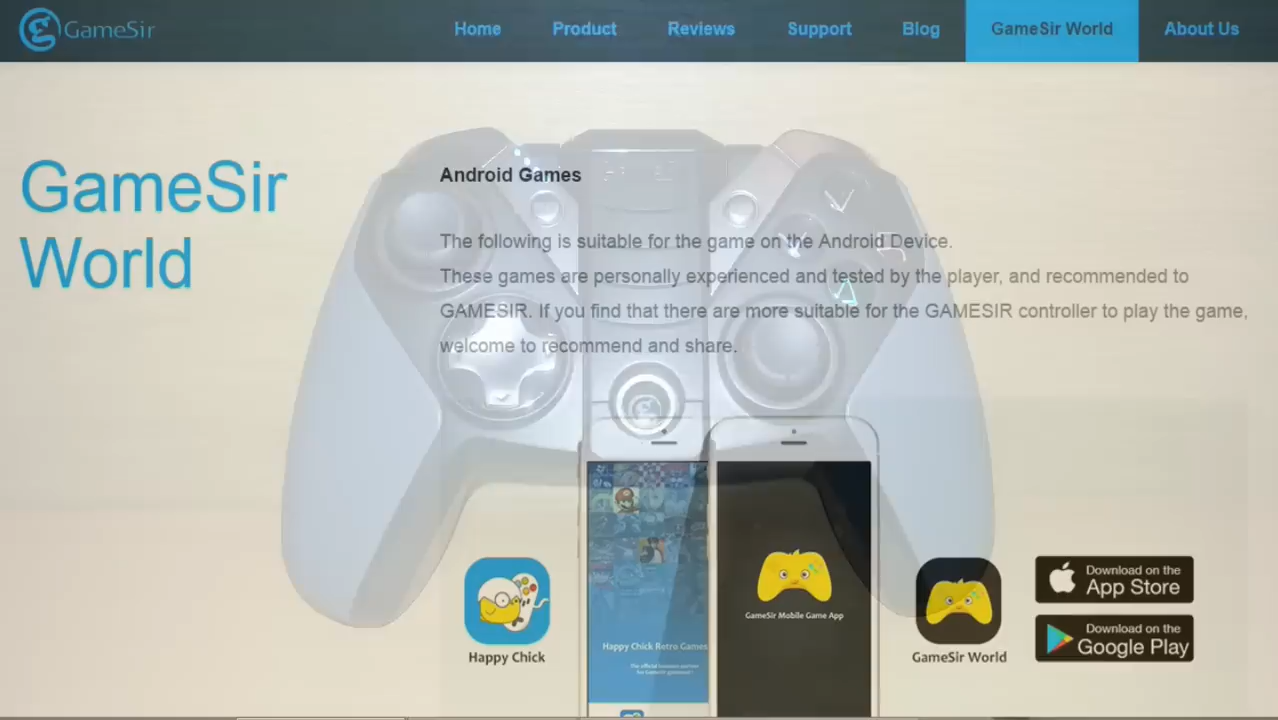 GameSir
Home
Product
Reviews
Support
Blog
GameSir World
About Us
GameSir
World
Android Games
The following is suitable for the game on the Android Device.
These games are personally experienced and tested by the player, and recommended to
GAMESIR. If you find that there are more suitable for the GAMESIR controller to play the game,
welcome to recommend and share.
Happy Chick
Happy Chick Retro Games
GameSir Mobile Game App
GameSir World
Download on the
App Store
Download on the
Google Play